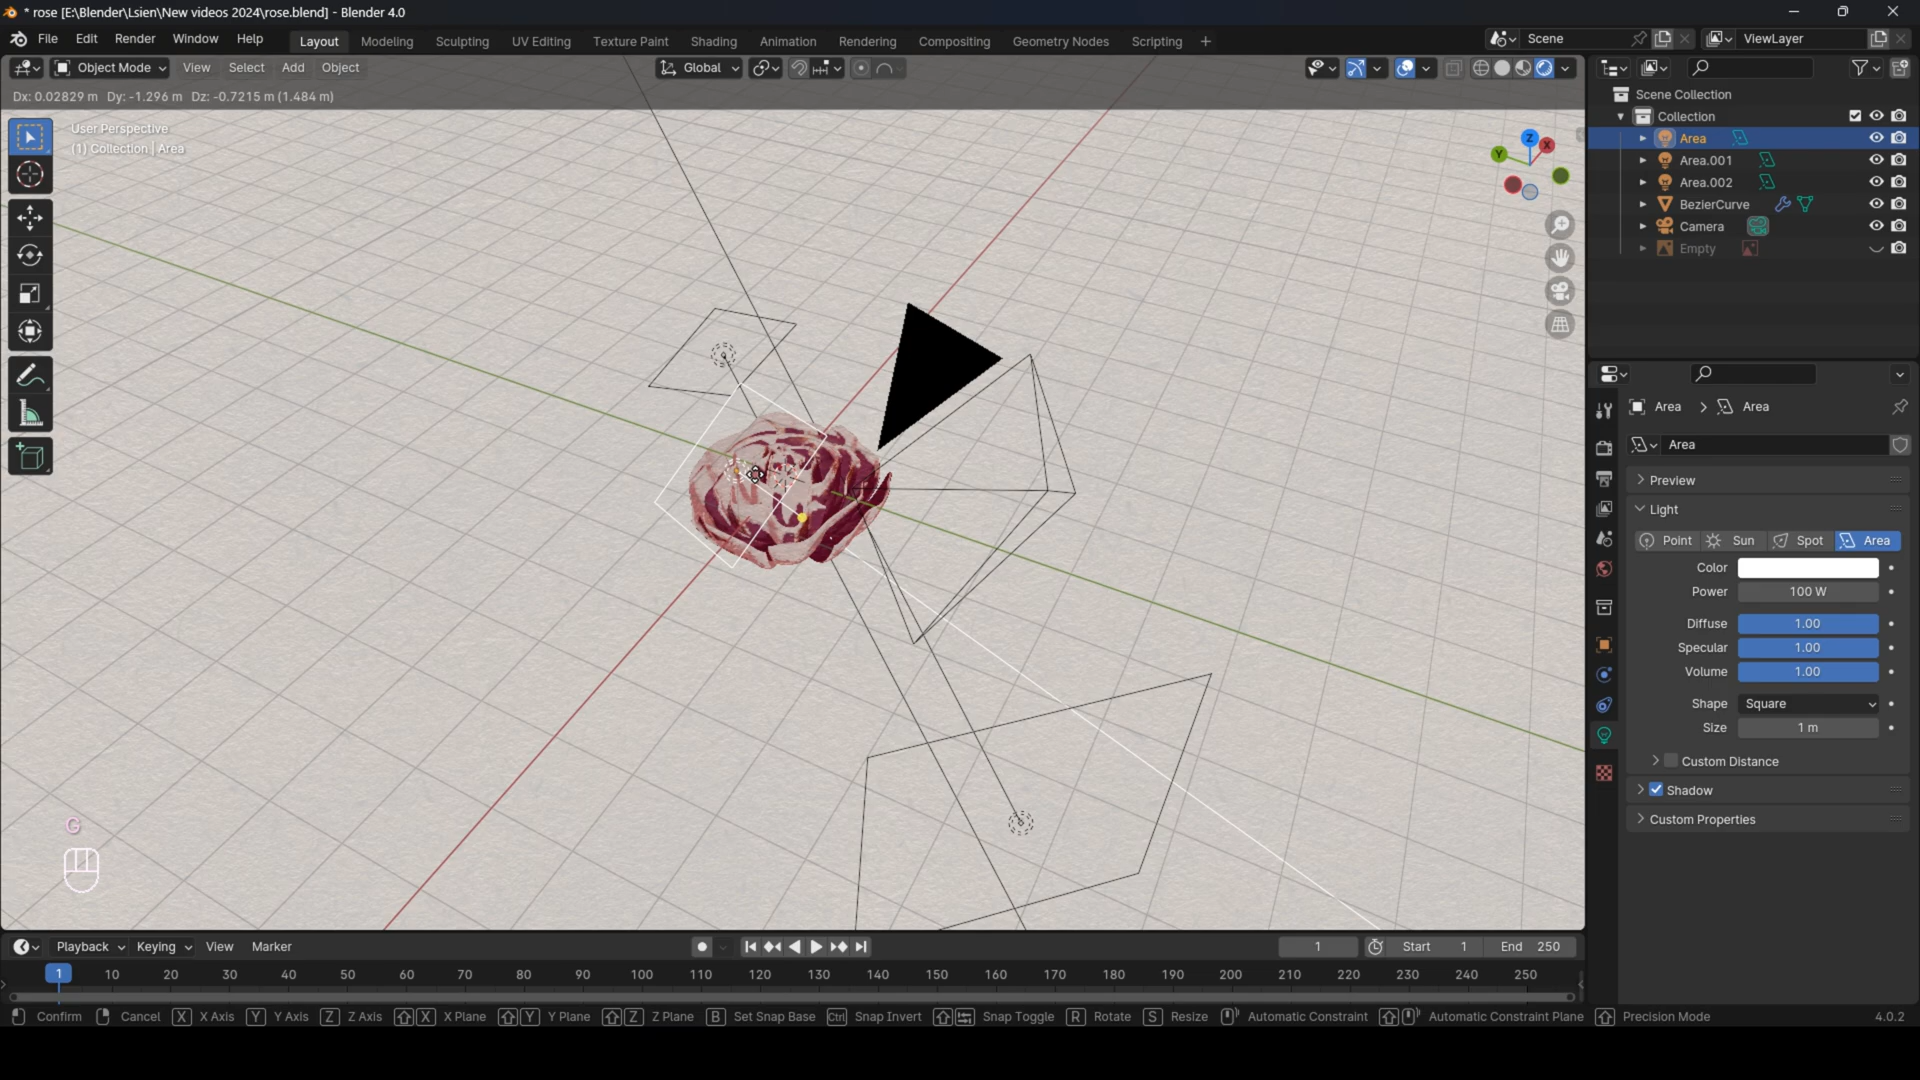 * rose [E:\Blender\Lsien\New videos 2024\rose.blend] - Blender 4.0
File Edit Render Window Help Layout Modeling Sculpting UV Editing Texture Paint Shading Animation Rendering Compositing Geometry Nodes Scripting + Scene ViewLayer
Object Mode View Select Add Object Global
Dx: 0.02829 m Dy: -1.296 m Dz: -0.7215 m (1.484 m)
User Perspective
(1) Collection | Area
Z
X
Y
Scene Collection
Collection
Area
Area.001
Area.002
BezierCurve
Camera
Empty
Area > Area
Area
Preview
Light
Point Sun Spot Area
Color
Power 100 W
Diffuse 1.00
Specular 1.00
Volume 1.00
Shape Square
Size 1 m
Custom Distance
Shadow
Custom Properties
G
Playback Keying View Marker 1 Start 1 End 250
1 10 20 30 40 50 60 70 80 90 100 110 120 130 140 150 160 170 180 190 200 210 220 230 240 250
Confirm Cancel X X Axis Y Y Axis Z Z Axis X X Plane Y Y Plane Z Z Plane B Set Snap Base Ctrl Snap Invert Snap Toggle R Rotate S Resize Automatic Constraint Automatic Constraint Plane Precision Mode 4.0.2